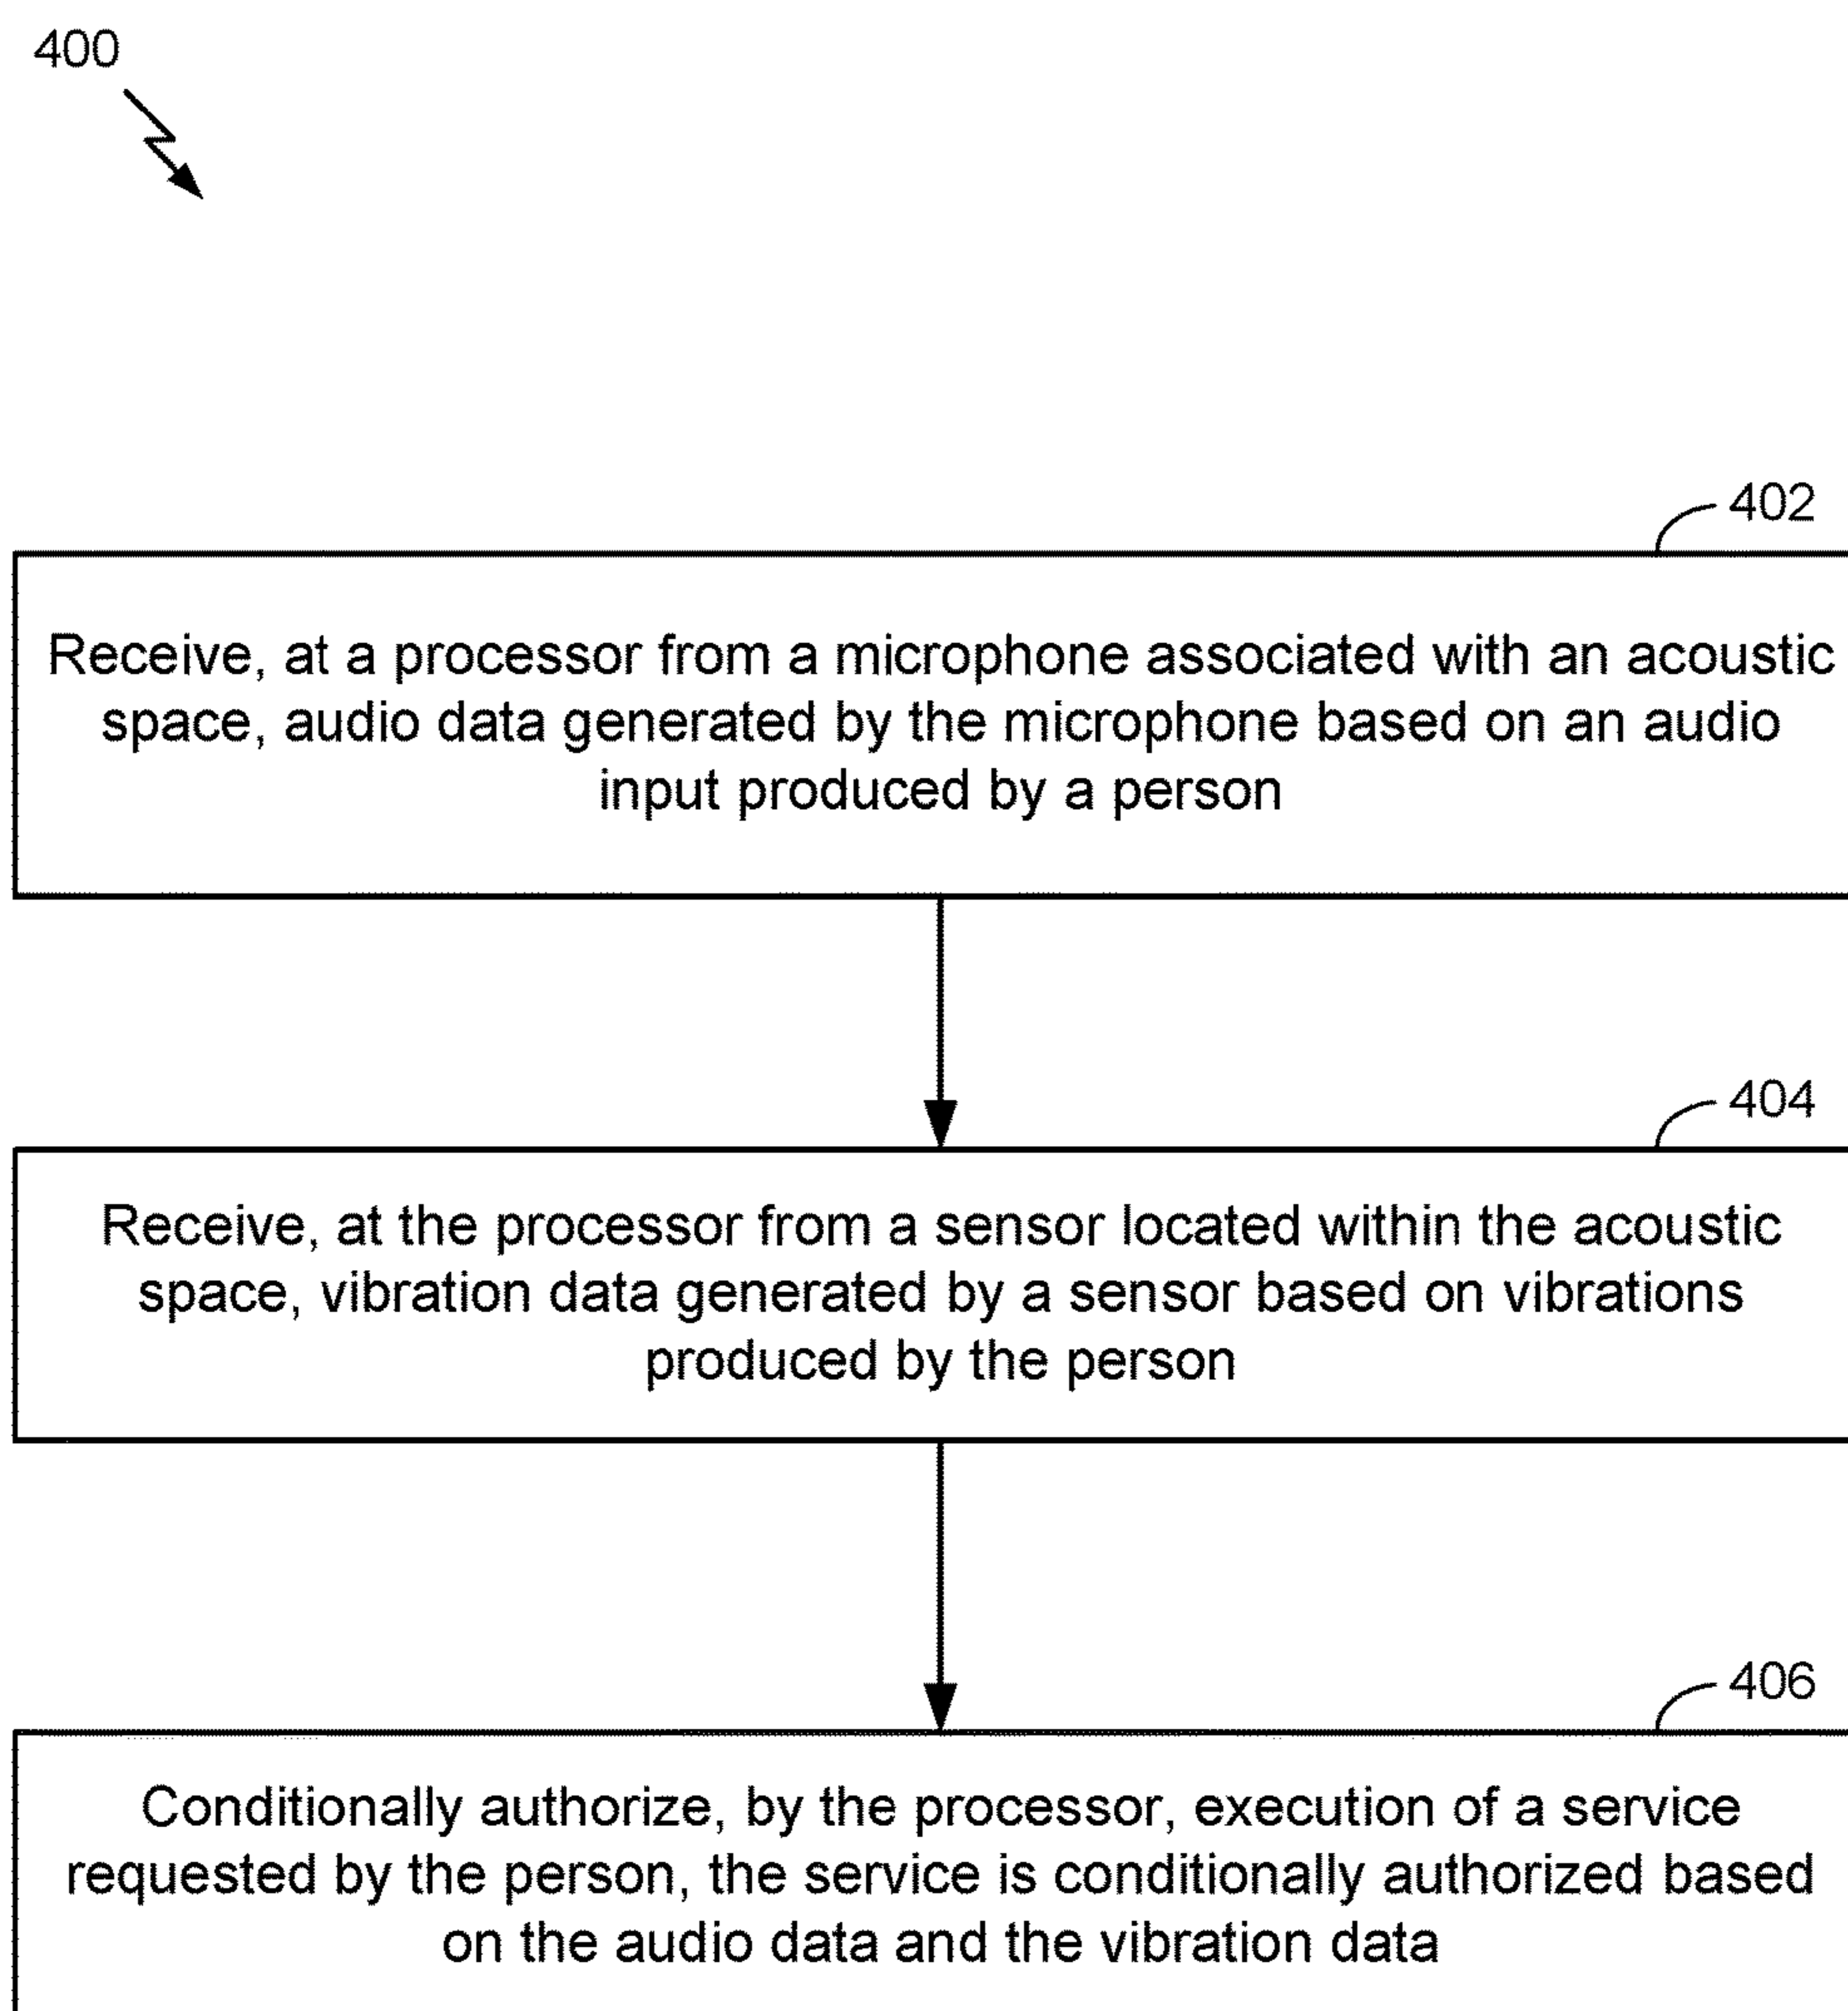 400
402
Receive, at a processor from a microphone associated with an acoustic
space, audio data generated by the microphone based on an audio
input produced by a person
404
Receive, at the processor from a sensor located within the acoustic
space, vibration data generated by a sensor based on vibrations
produced by the person
406
Conditionally authorize, by the processor, execution of a service
requested by the person, the service is conditionally authorized based
on the audio data and the vibration data